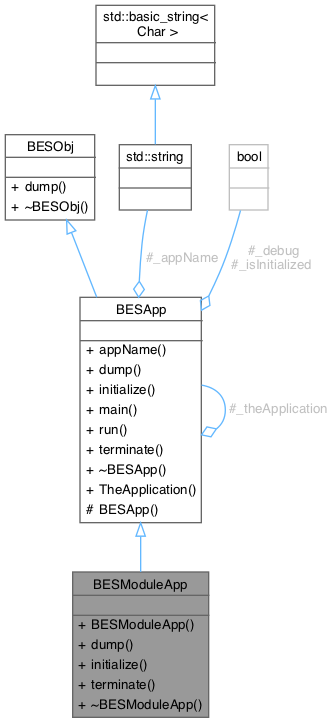 std::basic_string<
Char >
BESObj
+ dump()
+ ~BESObj()
std::string
bool
#_appName
#_debug
#_isInitialized
BESApp
+ appName()
+ dump()
+ initialize()
+ main()
+ run()
+ terminate()
+ ~BESApp()
+ TheApplication()
# BESApp()
#_theApplication
BESModuleApp
+ BESModuleApp()
+ dump()
+ initialize()
+ terminate()
+ ~BESModuleApp()